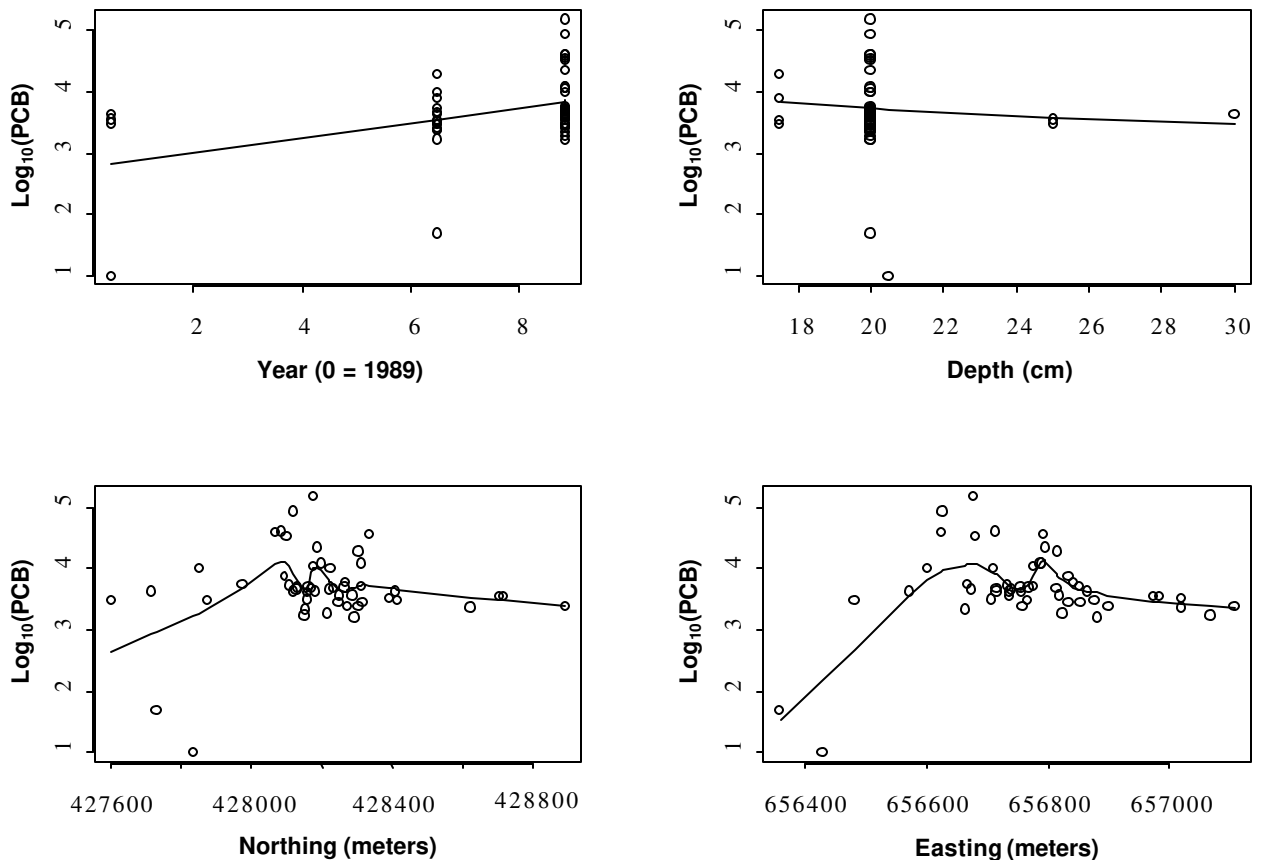 Log10(PCB)
5
4
3
2
1
2 4 6 8
Year (0 = 1989)
Log10(PCB)
5
4
3
2
1
18 20 22 24 26 28 30
Depth (cm)
Log10(PCB)
5
4
3
2
1
427600 428000 428400 428800
Northing (meters)
Log10(PCB)
5
4
3
2
1
656400 656600 656800 657000
Easting (meters)